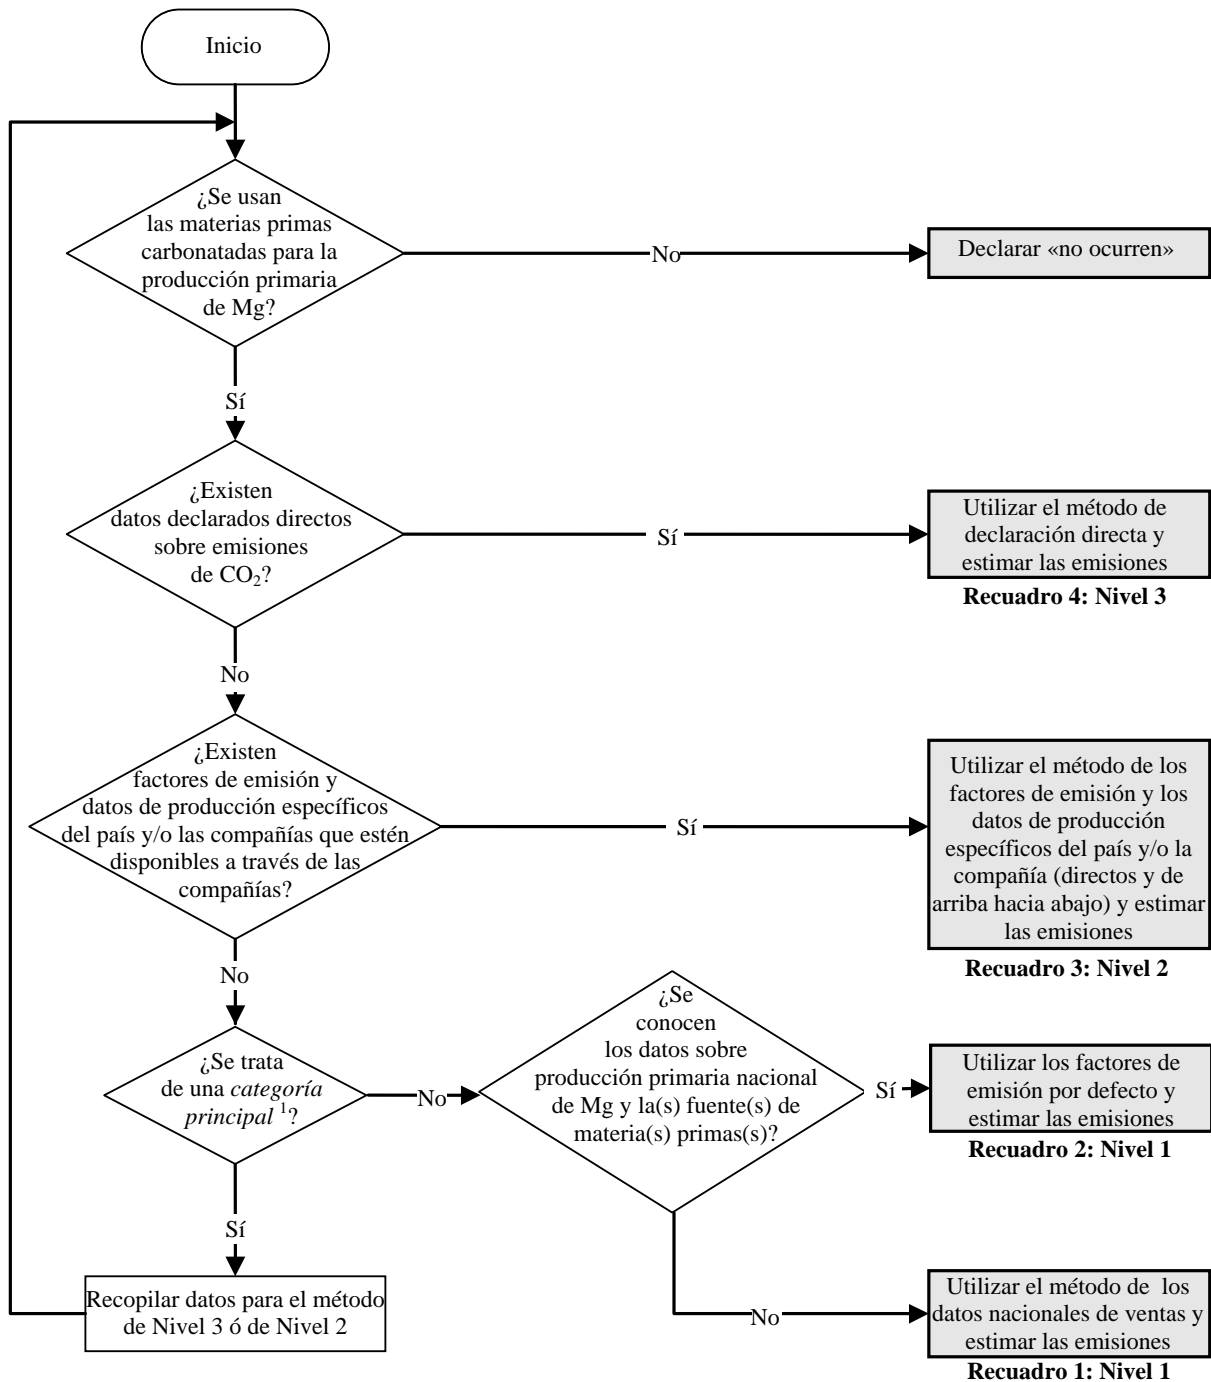 Inicio
¿Se usan
las materias primas
carbonatadas para la
producción primaria
de Mg?
No
Declarar «no ocurren»
Sí
¿Existen
datos declarados directos
sobre emisiones
de CO₂?
Sí
Utilizar el método de
declaración directa y
estimar las emisiones
Recuadro 4: Nivel 3
No
¿Existen
factores de emisión y
datos de producción específicos
del país y/o las compañías que estén
disponibles a través de las
compañías?
Sí
Utilizar el método de los
factores de emisión y los
datos de producción
específicos del país y/o la
compañía (directos y de
arriba hacia abajo) y estimar
las emisiones
Recuadro 3: Nivel 2
No
¿Se trata
de una categoría
principal ¹?
No
¿Se
conocen
los datos sobre
producción primaria nacional
de Mg y la(s) fuente(s) de
materia(s) primas(s)?
Sí
Utilizar los factores de
emisión por defecto y
estimar las emisiones
Recuadro 2: Nivel 1
Sí
Recopilar datos para el método
de Nivel 3 ó de Nivel 2
No
Utilizar el método de los
datos nacionales de ventas y
estimar las emisiones
Recuadro 1: Nivel 1